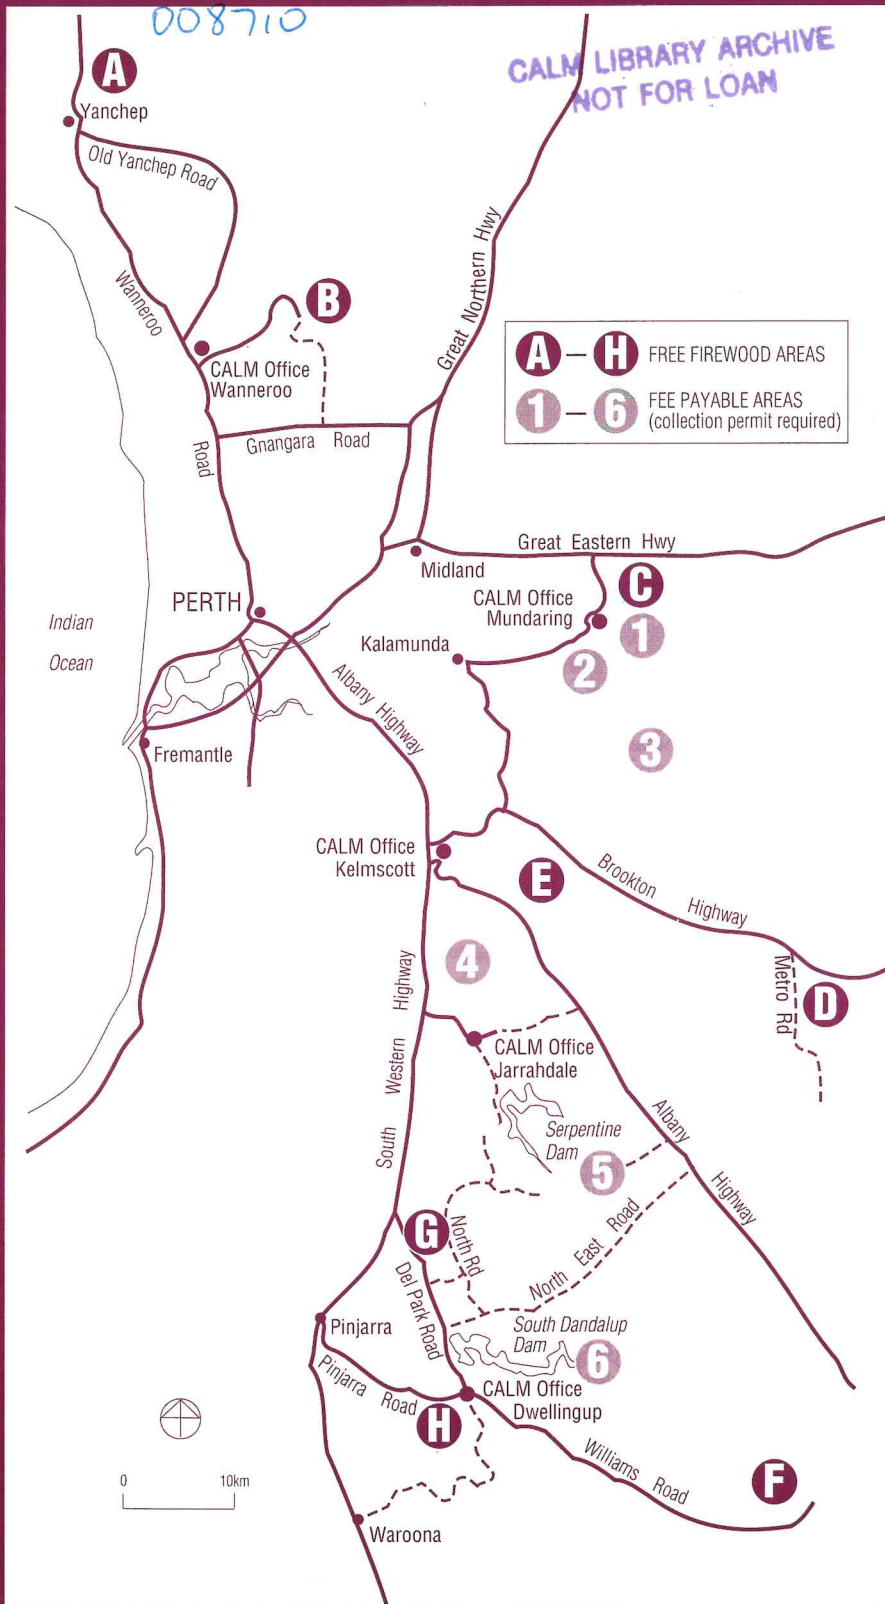 008710
CALM LIBRARY ARCHIVE
NOT FOR LOAN
A
Yanchep
Old Yanchep Road
Wanneroo
Road
B
CALM Office
Wanneroo
Gnangara Road
Great Northern Hwy
A – H FREE FIREWOOD AREAS
1 – 6 FEE PAYABLE AREAS
(collection permit required)
Great Eastern Hwy
Midland
C
CALM Office
Mundaring
1
PERTH
Indian
Ocean
Kalamunda
2
Albany Highway
3
Fremantle
CALM Office
Kelmscott
E
Brookton Highway
4
Metro Rd
D
South Western Highway
CALM Office
Jarrahdale
Serpentine
Dam
5
Albany Highway
G
North Rd
North East Road
Del Park Road
Pinjarra
South Dandalup
Dam
6
Pinjarra Road
CALM Office
Dwellingup
H
Williams Road
F
0 10km
Waroona